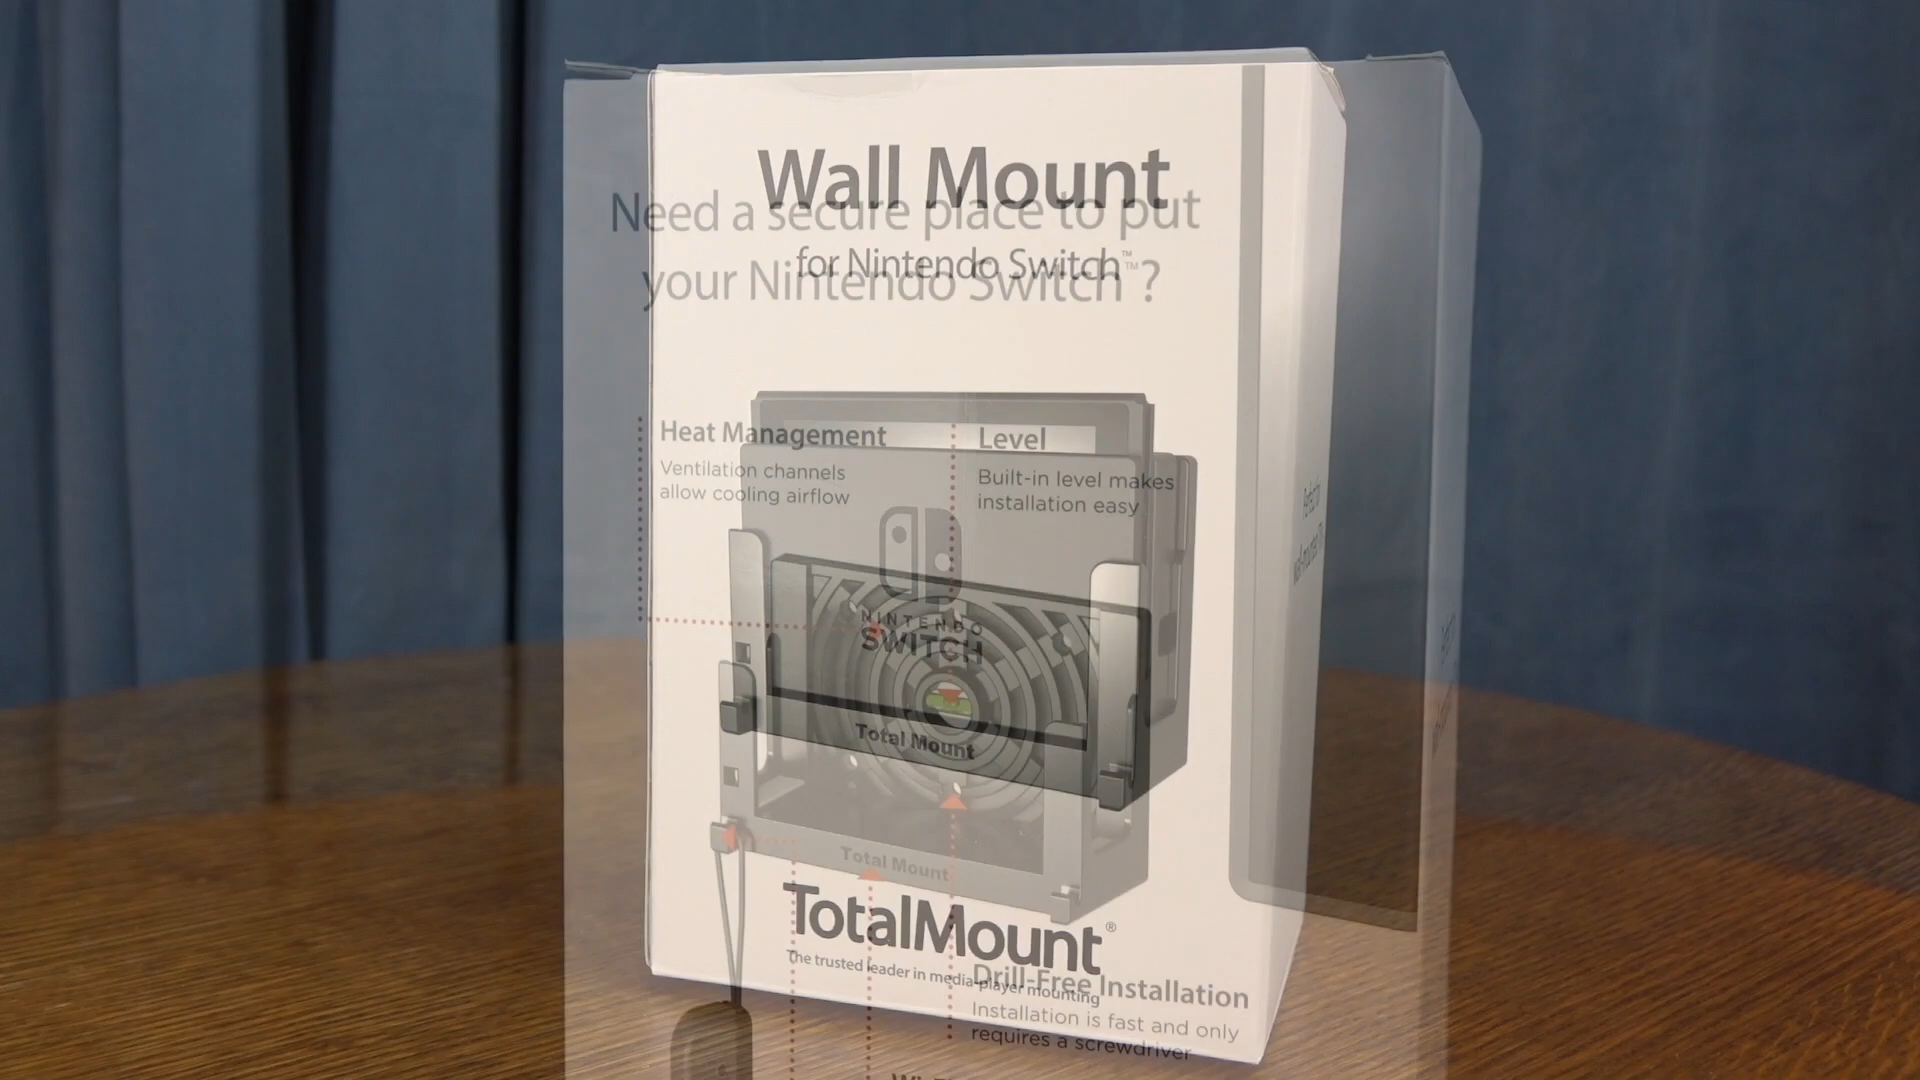 Wall Mount
for Nintendo Switch™
Need a secure place to put
your Nintendo Switch™?
Heat Management
Ventilation channels
allow cooling airflow
Level
Built-in level makes
installation easy
NINTENDO
SWITCH
Total Mount
Total Mount
TotalMount®
The trusted leader in media-player mounting
Drill-Free Installation
Installation is fast and only
requires a screwdriver